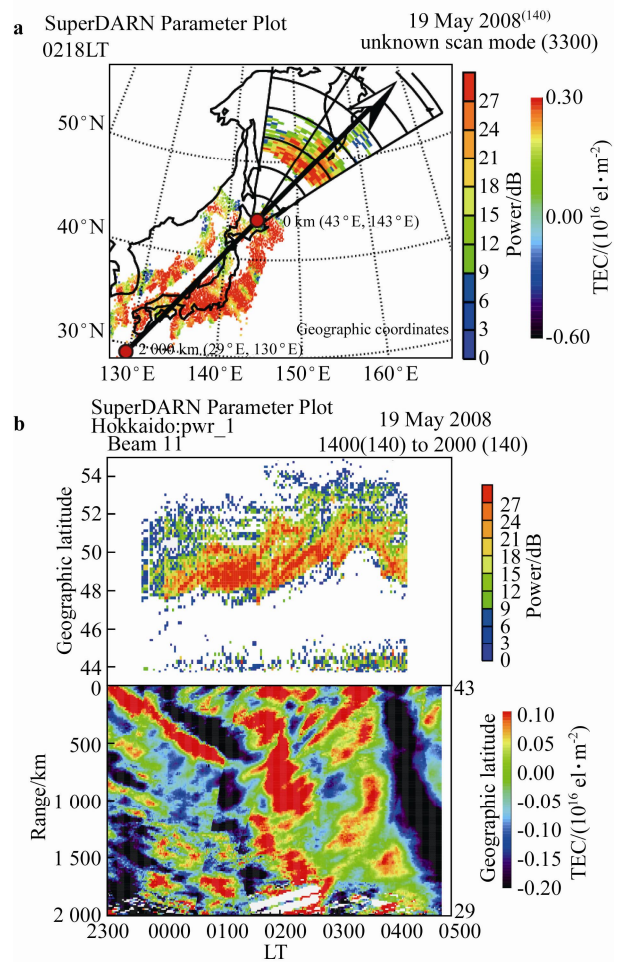 a
SuperDARN Parameter Plot
19 May 2008(140)
0218LT
unknown scan mode (3300)
50°N
40°N
30°N
130°E
140°E
150°E
160°E
0 km (43°E, 143°E)
2 000 km (29°E, 130°E)
Geographic coordinates
27
24
21
18
15
12
9
6
3
0
Power/dB
0.30
0.00
-0.60
TEC/(10^16 el·m^-2)
b
SuperDARN Parameter Plot
Hokkaido:pwr_1
19 May 2008
Beam 11
1400(140) to 2000 (140)
54
52
50
48
46
44
Geographic latitude
27
24
21
18
15
12
9
6
3
0
Power/dB
0
500
1 000
1 500
2 000
Range/km
43
29
Geographic latitude
0.10
0.05
0.00
-0.05
-0.10
-0.15
-0.20
TEC/(10^16 el·m^-2)
2300
0000
0100
0200
0300
0400
0500
LT